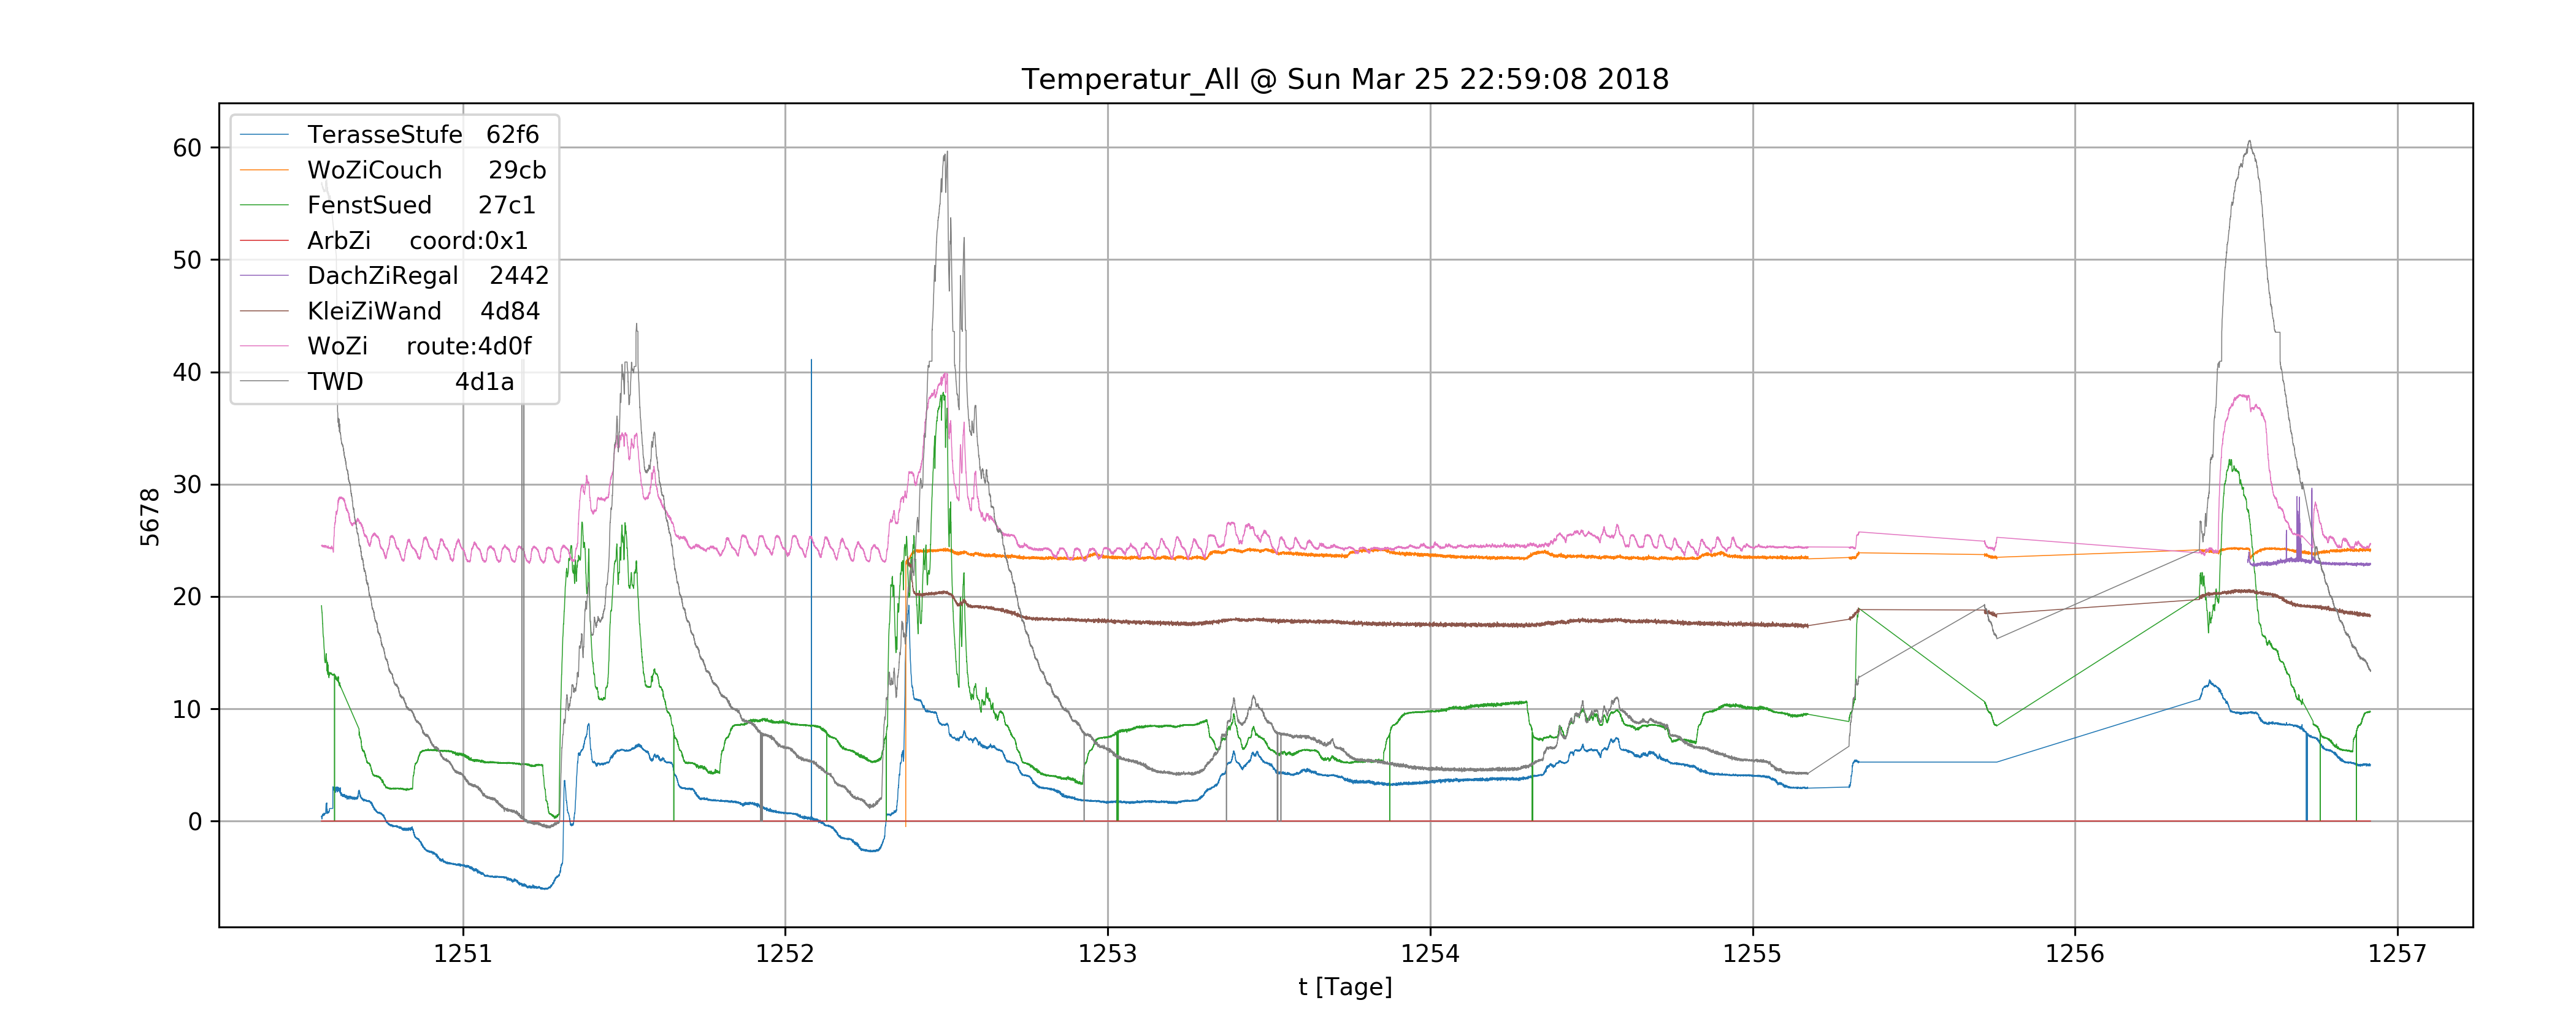 Temperatur_All @ Sun Mar 25 22:59:08 2018
TerasseStufe 62f6
WoZiCouch 29cb
FenstSued 27c1
ArbZi coord:0x1
DachZiRegal 2442
KleiZiWand 4d84
WoZi route:4d0f
TWD 4d1a
60
50
40
30
20
10
0
5678
1251 1252 1253 1254 1255 1256 1257
t [Tage]